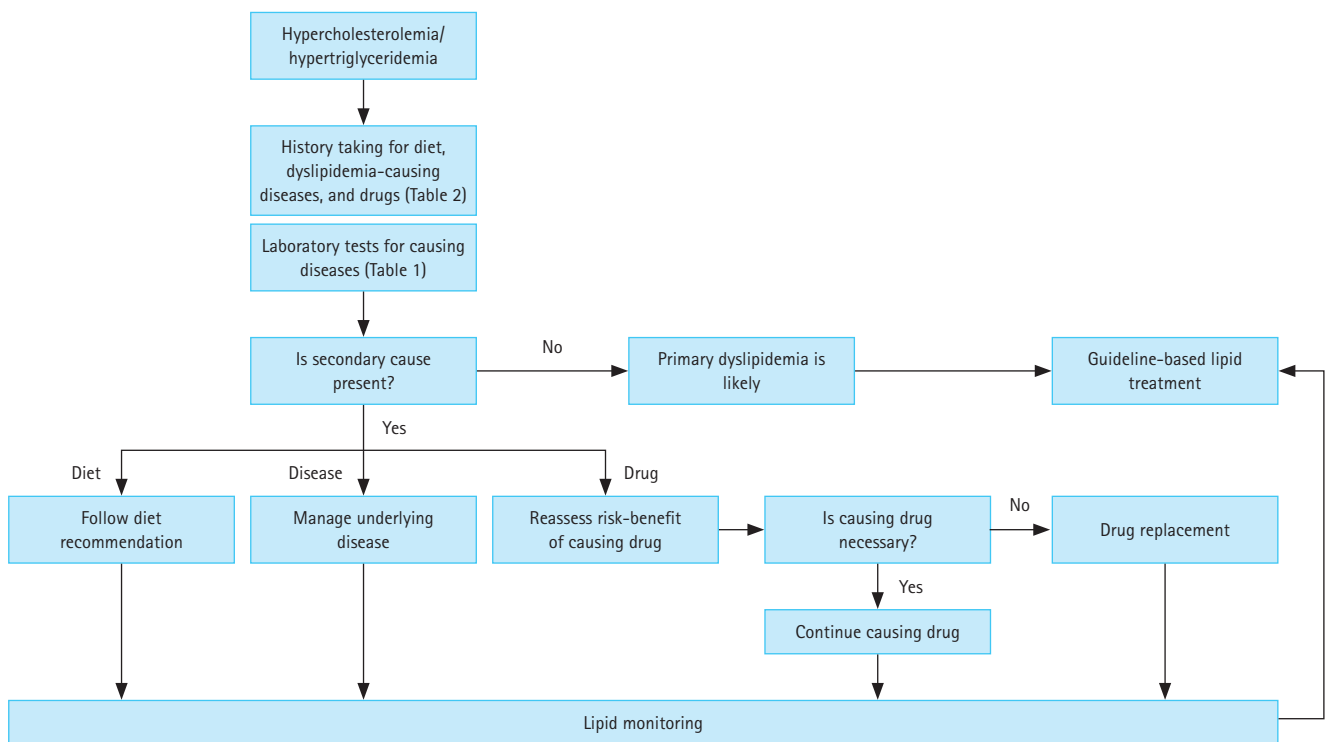 Hypercholesterolemia/
hypertriglyceridemia
History taking for diet,
dyslipidemia-causing
diseases, and drugs (Table 2)
Laboratory tests for causing
diseases (Table 1)
Is secondary cause
present?
No
Primary dyslipidemia is
likely
Guideline-based lipid
treatment
Yes
Diet
Disease
Drug
Follow diet
recommendation
Manage underlying
disease
Reassess risk-benefit
of causing drug
Is causing drug
necessary?
No
Drug replacement
Yes
Continue causing drug
Lipid monitoring